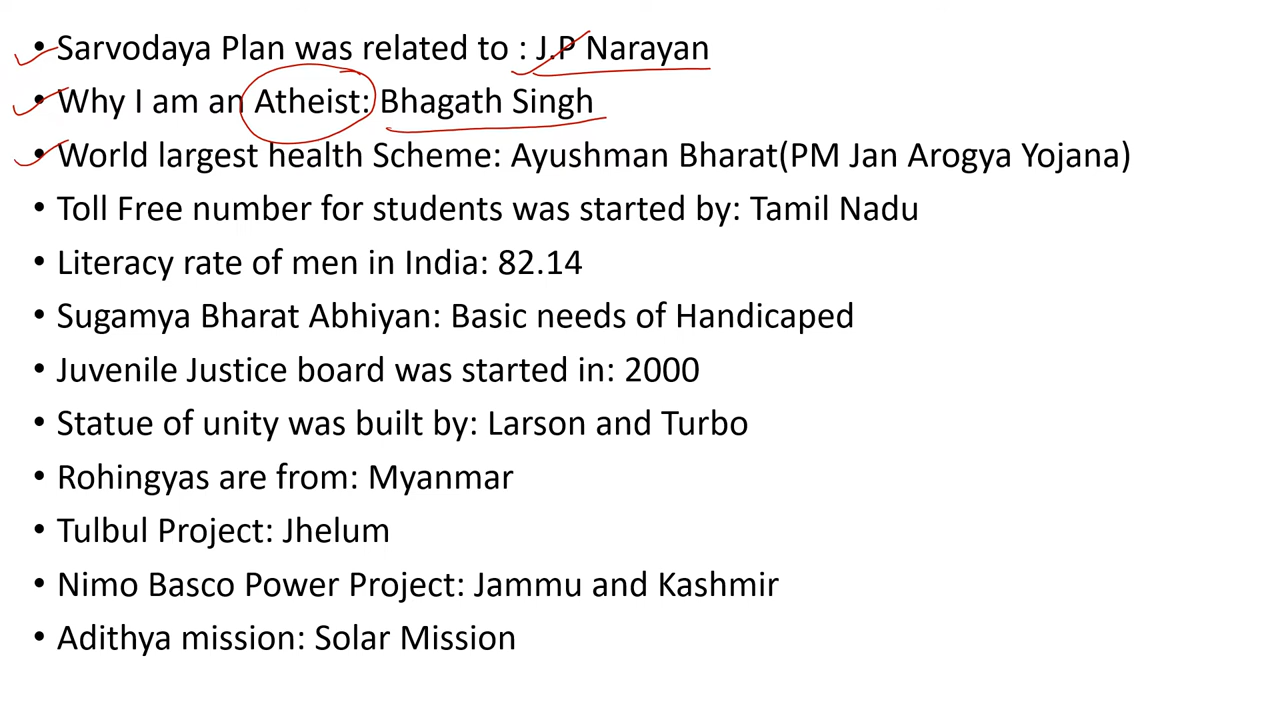 • Sarvodaya Plan was related to : J.P Narayan
• Why I am an Atheist: Bhagath Singh
• World largest health Scheme: Ayushman Bharat(PM Jan Arogya Yojana)
• Toll Free number for students was started by: Tamil Nadu
• Literacy rate of men in India: 82.14
• Sugamya Bharat Abhiyan: Basic needs of Handicaped
• Juvenile Justice board was started in: 2000
• Statue of unity was built by: Larson and Turbo
• Rohingyas are from: Myanmar
• Tulbul Project: Jhelum
• Nimo Basco Power Project: Jammu and Kashmir
• Adithya mission: Solar Mission